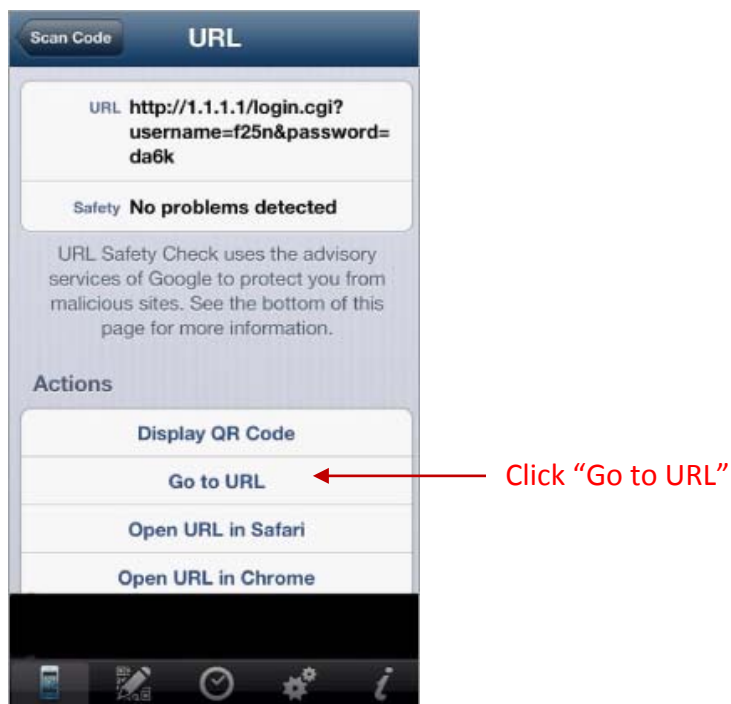 Scan Code URL
URL http://1.1.1.1/login.cgi?
username=f25n&password=
da6k
Safety No problems detected
URL Safety Check uses the advisory
services of Google to protect you from
malicious sites. See the bottom of this
page for more information.
Actions
Display QR Code
Go to URL
Click “Go to URL”
Open URL in Safari
Open URL in Chrome